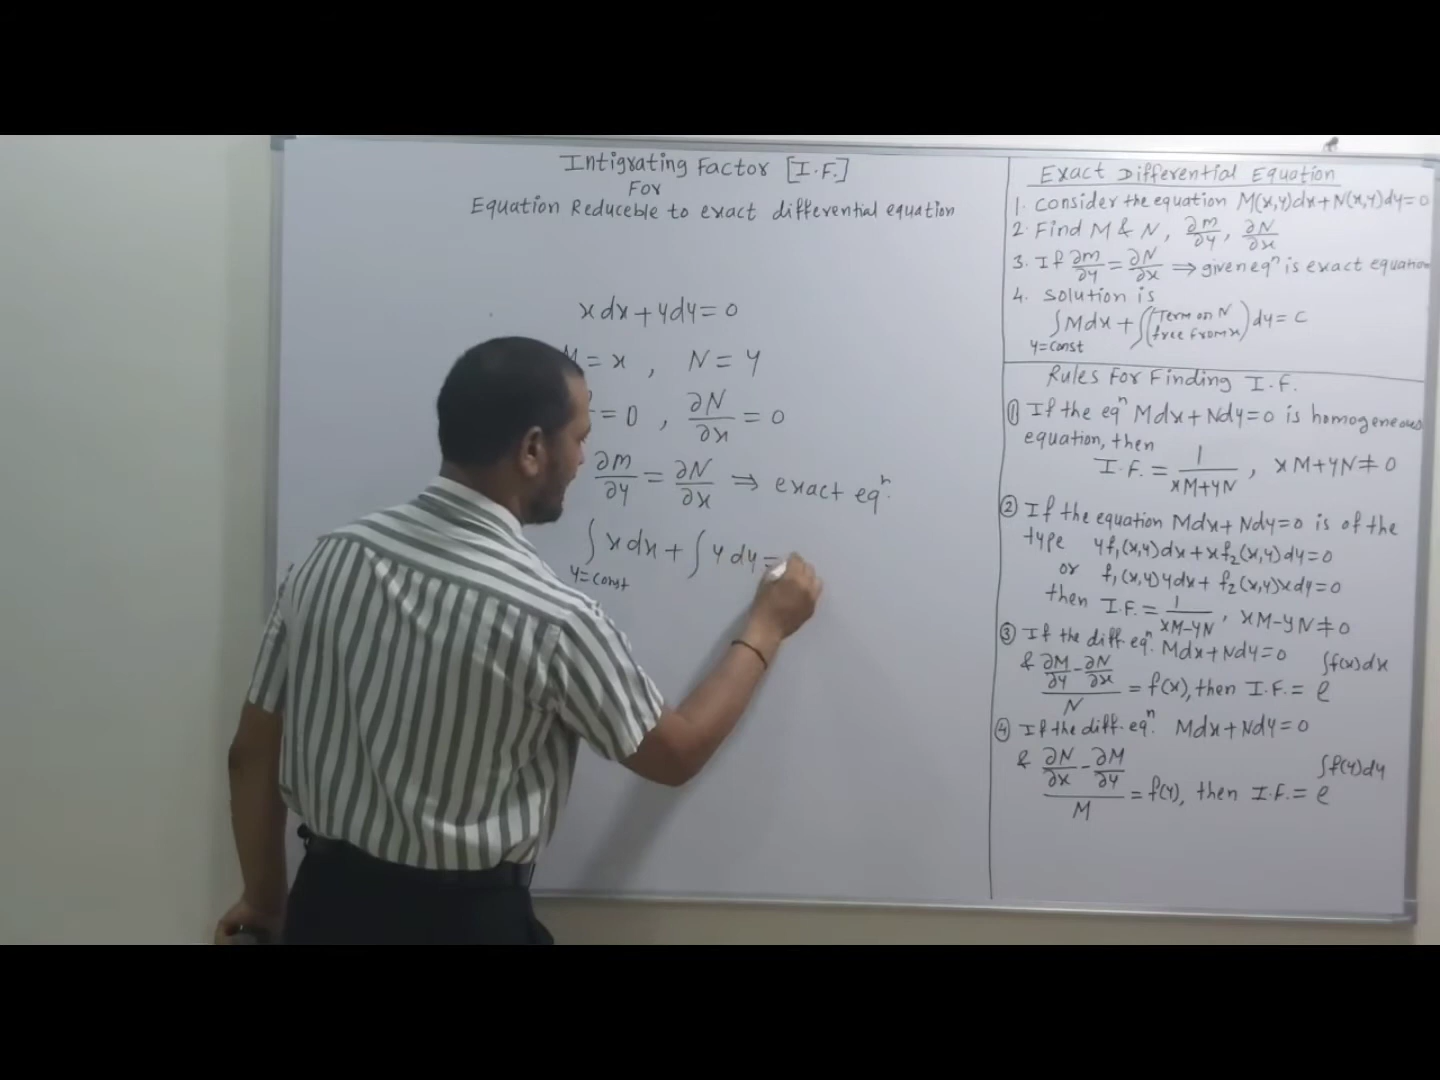 Intigrating Factor [I.F.]
For
Equation Reduceble to exact differential equation
x dx + y dy = 0
M = x , N = y
= 0 , ∂N/∂x = 0
∂M/∂y = ∂N/∂x ⇒ exact eqⁿ.
∫ x dx + ∫ y dy =
y=const
Exact Differential Equation
1. Consider the equation M(x,y)dx+N(x,y)dy=0
2. Find M & N, ∂M/∂y, ∂N/∂x
3. If ∂M/∂y = ∂N/∂x ⇒ given eqⁿ is exact equation
4. Solution is
∫Mdx + ∫(Term on N free from x) dy = C
y=const
Rules For Finding I.F.
① If the eqⁿ Mdx + Ndy=0 is homogeneous
equation, then
I.F. = 1/(xM+yN) , xM+yN≠0
② If the equation Mdx+Ndy=0 is of the
type yf₁(x,y)dx+xf₂(x,y)dy=0
or f₁(x,y)ydx+ f₂(x,y)xdy=0
then I.F. = 1/(xM-yN) , xM-yN≠0
③ If the diff. eqⁿ. Mdx+Ndy=0
& (∂M/∂y - ∂N/∂x)/N = f(x), then I.F. = e^∫f(x)dx
④ If the diff. eqⁿ. Mdx+Ndy=0
& (∂N/∂x - ∂M/∂y)/M = f(y), then I.F. = e^∫f(y)dy